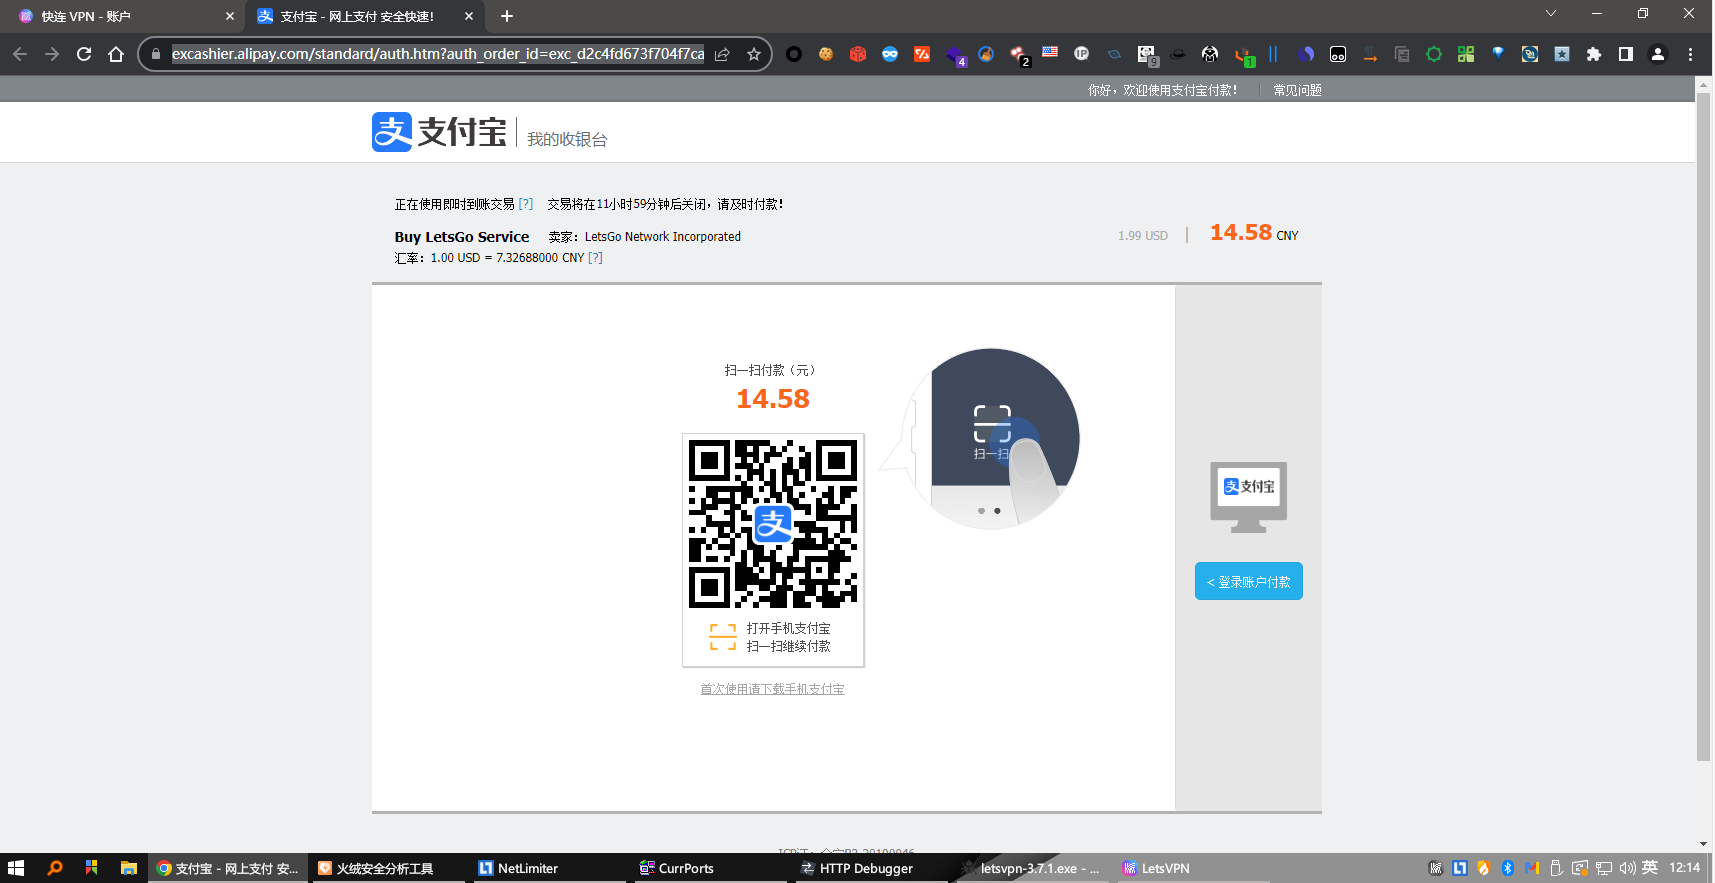 快连 VPN - 账户
支付宝 - 网上支付 安全快速！
excashier.alipay.com/standard/auth.htm?auth_order_id=exc_d2c4fd673f704f7ca
4
2
IP
9
1
你好，欢迎使用支付宝付款！
常见问题
支付宝
我的收银台
正在使用即时到账交易 [?]
交易将在11小时59分钟后关闭，请及时付款！
Buy LetsGo Service
卖家：LetsGo Network Incorporated
1.99 USD
14.58 CNY
汇率：1.00 USD = 7.32688000 CNY [?]
扫一扫付款（元）
14.58
扫一扫
支
打开手机支付宝
扫一扫继续付款
首次使用请下载手机支付宝
支付宝
< 登录账户付款
支付宝 - 网上支付 安...
火绒安全分析工具
NetLimiter
CurrPorts
HTTP Debugger
letsvpn-3.7.1.exe - ...
LetsVPN
英
12:14